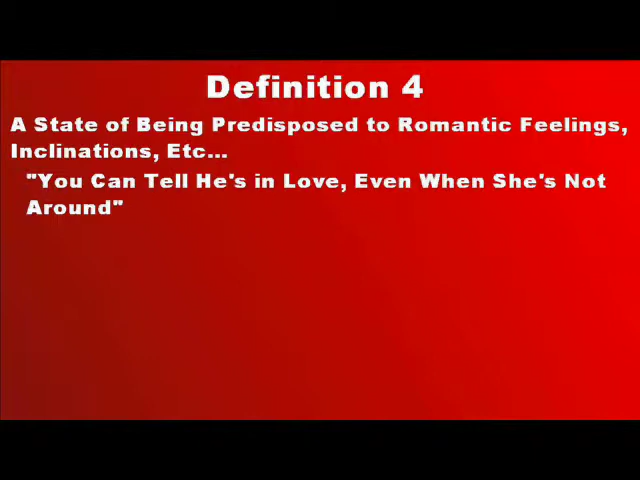 Definition 4
A State of Being Predisposed to Romantic Feelings,
Inclinations, Etc...
"You Can Tell He's in Love, Even When She's Not
Around"